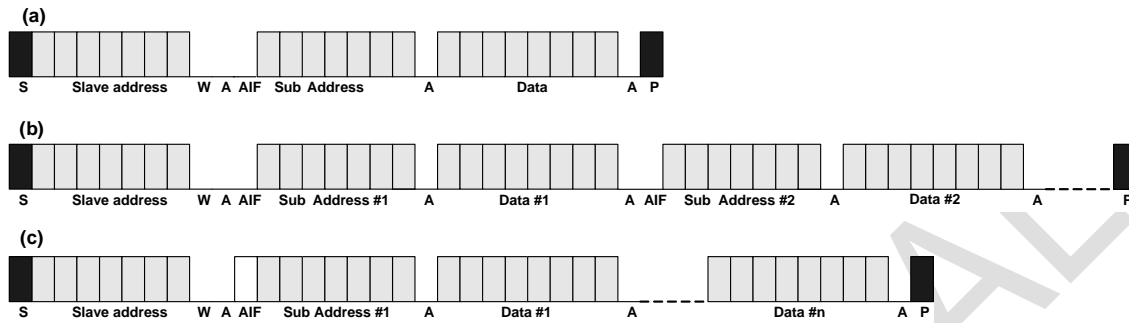 (a)
S Slave address W A AIF Sub Address A Data A P
(b)
S Slave address W A AIF Sub Address #1 A Data #1 A AIF Sub Address #2 A Data #2 A P
(c)
S Slave address W A AIF Sub Address #1 A Data #1 A Data #n A P